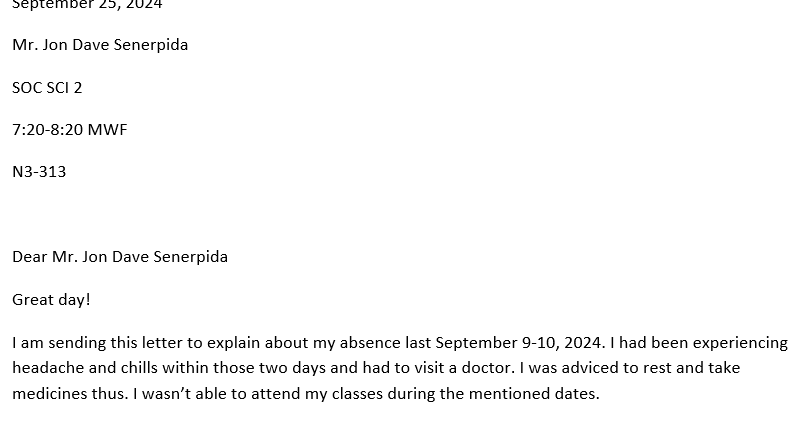 September 25, 2024
Mr. Jon Dave Senerpida
SOC SCI 2
7:20-8:20 MWF
N3-313
Dear Mr. Jon Dave Senerpida
Great day!
I am sending this letter to explain about my absence last September 9-10, 2024. I had been experiencing
headache and chills within those two days and had to visit a doctor. I was adviced to rest and take
medicines thus. I wasn’t able to attend my classes during the mentioned dates.